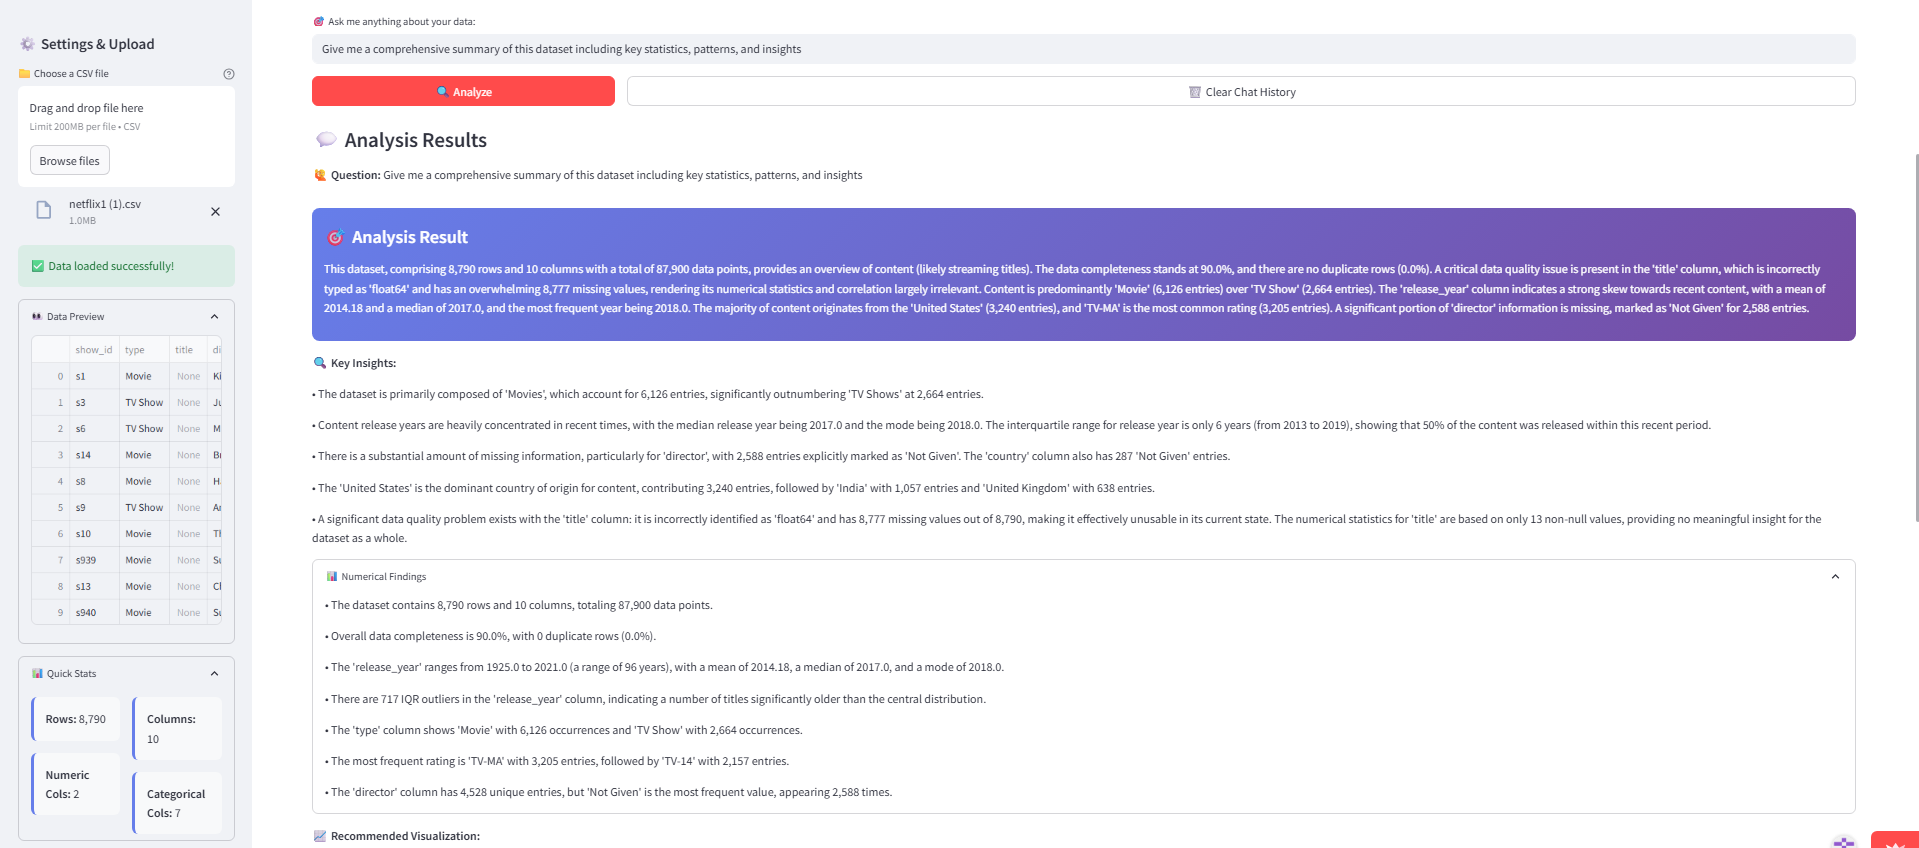 Settings & Upload
Choose a CSV file
Drag and drop file here
Limit 200MB per file • CSV
Browse files
netflix1 (1).csv
1.0MB
Data loaded successfully!
Data Preview
show_id type title di
0 s1 Movie None Ki
1 s3 TV Show None Ju
2 s6 TV Show None M
3 s14 Movie None Br
4 s8 Movie None H
5 s9 TV Show None Ar
6 s10 Movie None Tl
7 s939 Movie None Su
8 s13 Movie None Cl
9 s940 Movie None Su
Quick Stats
Rows: 8,790
Columns:
10
Numeric
Cols: 2
Categorical
Cols: 7
Ask me anything about your data:
Give me a comprehensive summary of this dataset including key statistics, patterns, and insights
Analyze
Clear Chat History
Analysis Results
Question: Give me a comprehensive summary of this dataset including key statistics, patterns, and insights
Analysis Result
This dataset, comprising 8,790 rows and 10 columns with a total of 87,900 data points, provides an overview of content (likely streaming titles). The data completeness stands at 90.0%, and there are no duplicate rows (0.0%). A critical data quality issue is present in the 'title' column, which is incorrectly
typed as 'float64' and has an overwhelming 8,777 missing values, rendering its numerical statistics and correlation largely irrelevant. Content is predominantly 'Movie' (6,126 entries) over 'TV Show' (2,664 entries). The 'release_year' column indicates a strong skew towards recent content, with a mean of
2014.18 and a median of 2017.0, and the most frequent year being 2018.0. The majority of content originates from the 'United States' (3,240 entries), and 'TV-MA' is the most common rating (3,205 entries). A significant portion of 'director' information is missing, marked as 'Not Given' for 2,588 entries.
Key Insights:
• The dataset is primarily composed of 'Movies', which account for 6,126 entries, significantly outnumbering 'TV Shows' at 2,664 entries.
• Content release years are heavily concentrated in recent times, with the median release year being 2017.0 and the mode being 2018.0. The interquartile range for release year is only 6 years (from 2013 to 2019), showing that 50% of the content was released within this recent period.
• There is a substantial amount of missing information, particularly for 'director', with 2,588 entries explicitly marked as 'Not Given'. The 'country' column also has 287 'Not Given' entries.
• The 'United States' is the dominant country of origin for content, contributing 3,240 entries, followed by 'India' with 1,057 entries and 'United Kingdom' with 638 entries.
• A significant data quality problem exists with the 'title' column: it is incorrectly identified as 'float64' and has 8,777 missing values out of 8,790, making it effectively unusable in its current state. The numerical statistics for 'title' are based on only 13 non-null values, providing no meaningful insight for the
dataset as a whole.
Numerical Findings
• The dataset contains 8,790 rows and 10 columns, totaling 87,900 data points.
• Overall data completeness is 90.0%, with 0 duplicate rows (0.0%).
• The 'release_year' ranges from 1925.0 to 2021.0 (a range of 96 years), with a mean of 2014.18, a median of 2017.0, and a mode of 2018.0.
• There are 717 IQR outliers in the 'release_year' column, indicating a number of titles significantly older than the central distribution.
• The 'type' column shows 'Movie' with 6,126 occurrences and 'TV Show' with 2,664 occurrences.
• The most frequent rating is 'TV-MA' with 3,205 entries, followed by 'TV-14' with 2,157 entries.
• The 'director' column has 4,528 unique entries, but 'Not Given' is the most frequent value, appearing 2,588 times.
Recommended Visualization: